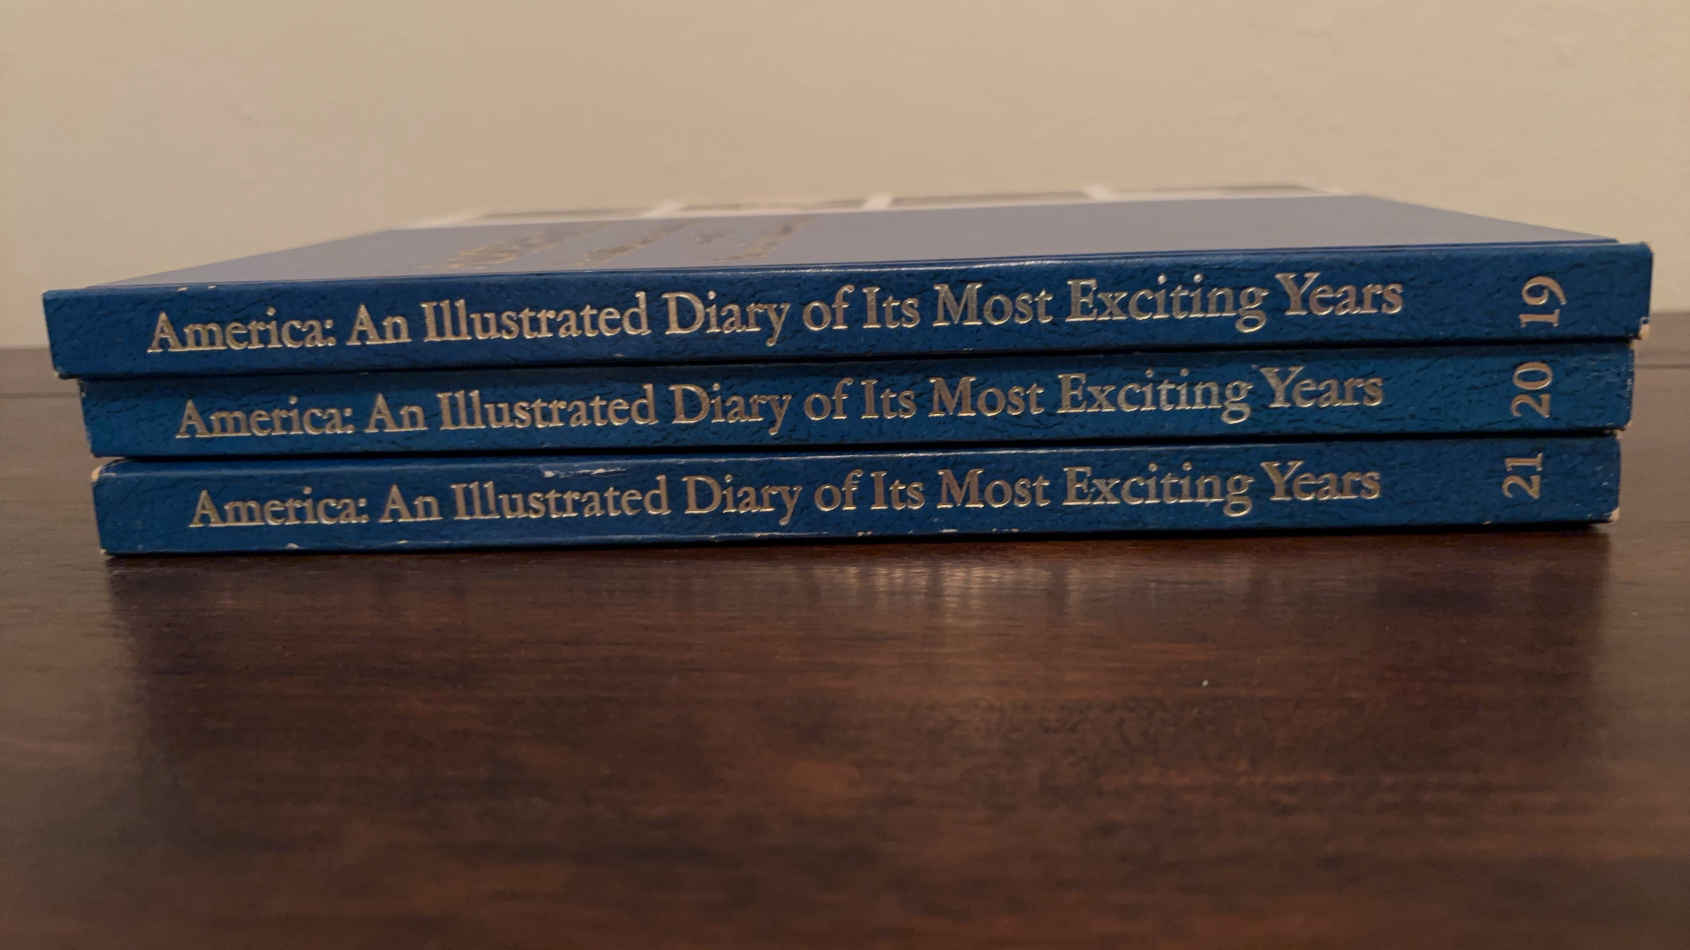 America: An Illustrated Diary of Its Most Exciting Years 19
America: An Illustrated Diary of Its Most Exciting Years 20
America: An Illustrated Diary of Its Most Exciting Years 21